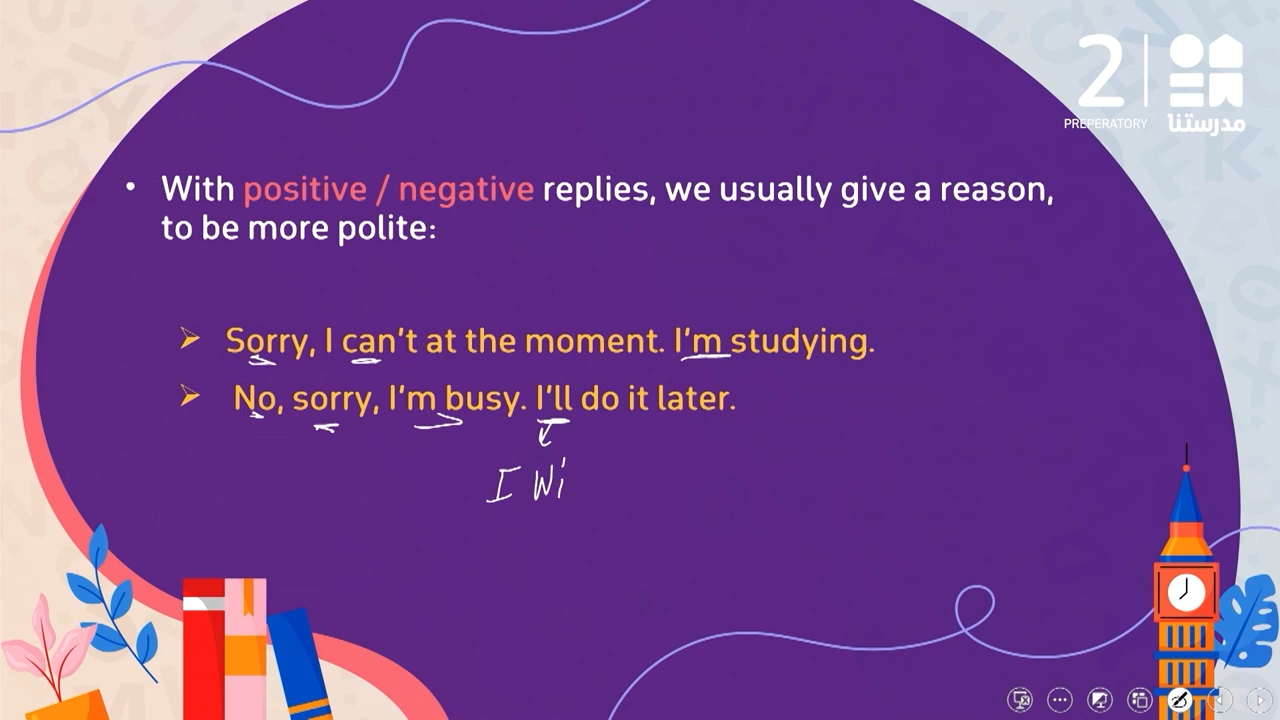 2
PREPERATORY
مدرستنا
• With positive / negative replies, we usually give a reason,
to be more polite:
➢ Sorry, I can't at the moment. I'm studying.
➢ No, sorry, I'm busy. I'll do it later.
I Wi